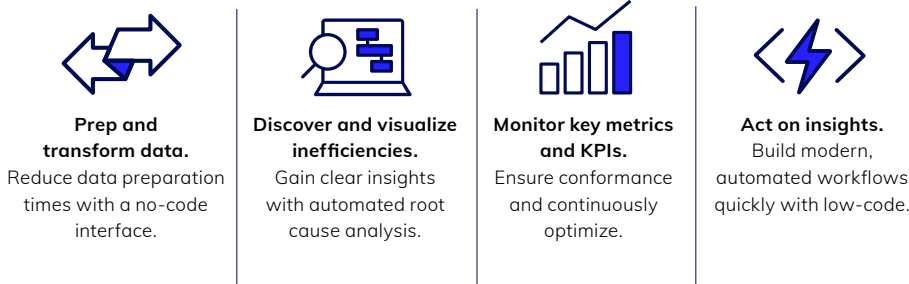 Prep and
transform data.
Reduce data preparation
times with a no-code
interface.
Discover and visualize
inefficiencies.
Gain clear insights
with automated root
cause analysis.
Monitor key metrics
and KPIs.
Ensure conformance
and continuously
optimize.
Act on insights.
Build modern,
automated workflows
quickly with low-code.